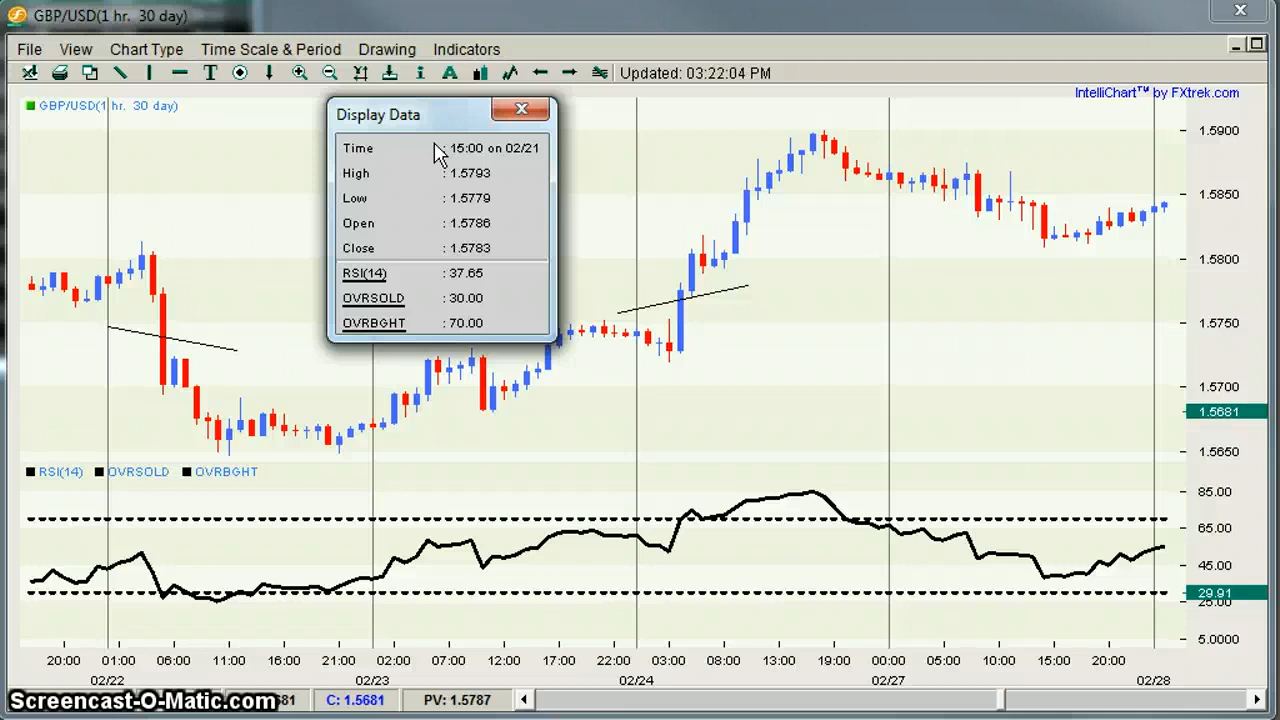 GBP/USD(1 hr.  30 day)
File View Chart Type Time Scale & Period Drawing Indicators
T i A Updated: 03:22:04 PM
GBP/USD(1 hr.  30 day)
IntelliChart™ by FXtrek.com
Display Data
Time : 15:00 on 02/21
High : 1.5793
Low : 1.5779
Open : 1.5786
Close : 1.5783
RSI(14) : 37.65
OVRSOLD : 30.00
OVRBGHT : 70.00
1.5900
1.5850
1.5800
1.5750
1.5700
1.5681
1.5650
RSI(14) OVRSOLD OVRBGHT
85.00
65.00
45.00
29.91
25.00
5.0000
20:00 01:00 06:00 11:00 16:00 21:00 02:00 07:00 12:00 17:00 22:00 03:00 08:00 13:00 19:00 00:00 05:00 10:00 15:00 20:00
02/22 02/23 02/24 02/27 02/28
Screencast-O-Matic.com 681 C: 1.5681 PV: 1.5787